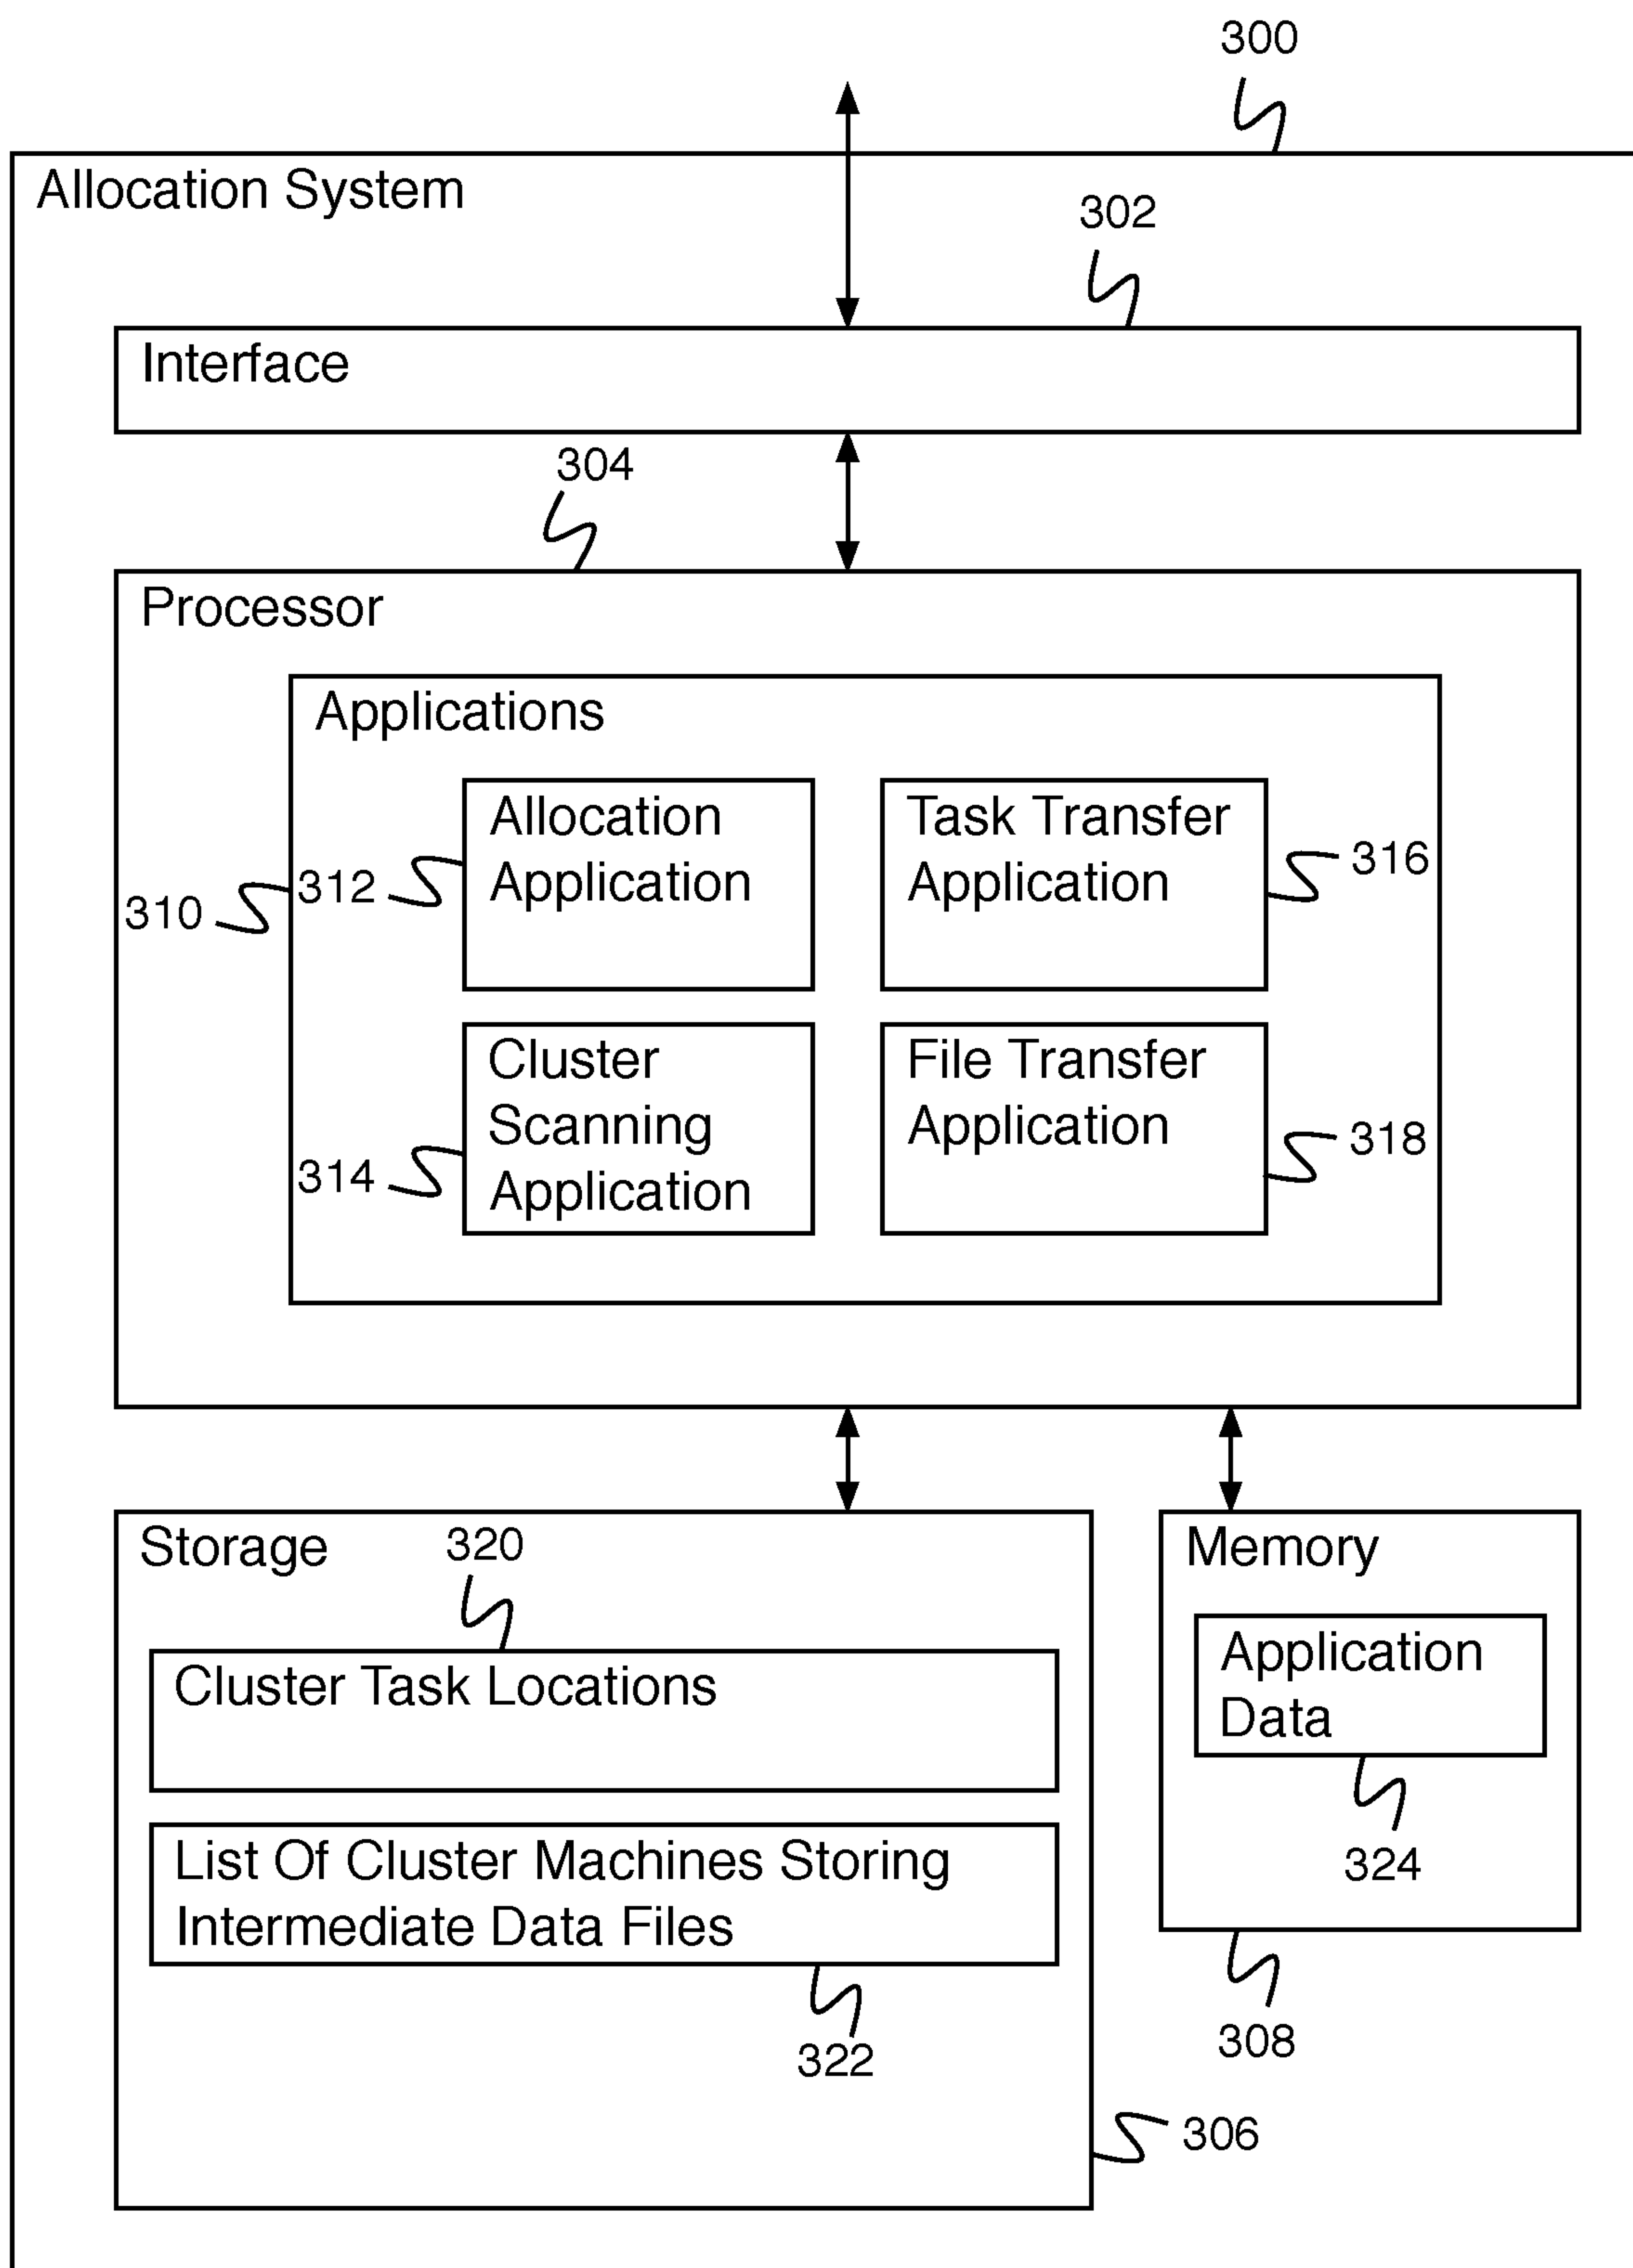 300
Allocation System
302
Interface
304
Processor
Applications
Allocation
Application
312
310
Task Transfer
Application
316
Cluster
Scanning
Application
314
File Transfer
Application
318
Storage
320
Cluster Task Locations
List Of Cluster Machines Storing
Intermediate Data Files
322
306
Memory
Application
Data
324
308